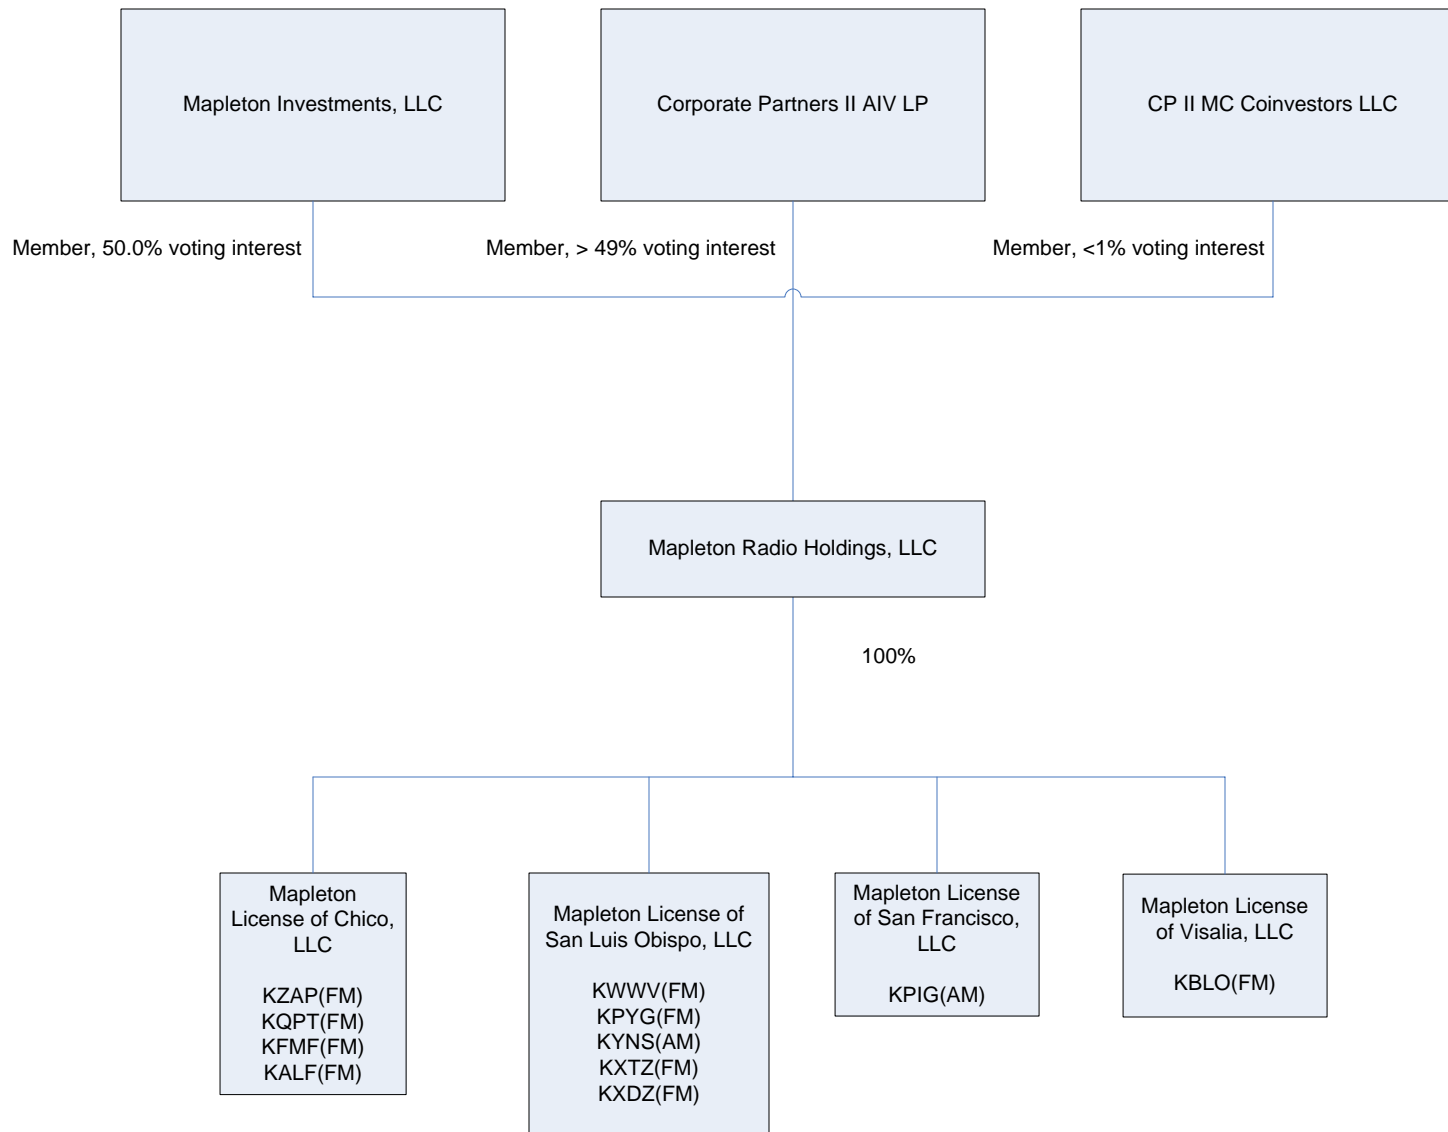 Mapleton Investments, LLC
Corporate Partners II AIV LP
CP II MC Coinvestors LLC
Member, 50.0% voting interest
Member, > 49% voting interest
Member, <1% voting interest
Mapleton Radio Holdings, LLC
100%
Mapleton
License of Chico,
LLC
KZAP(FM)
KQPT(FM)
KFMF(FM)
KALF(FM)
Mapleton License of
San Luis Obispo, LLC
KWWV(FM)
KPYG(FM)
KYNS(AM)
KXTZ(FM)
KXDZ(FM)
Mapleton License
of San Francisco,
LLC
KPIG(AM)
Mapleton License
of Visalia, LLC
KBLO(FM)